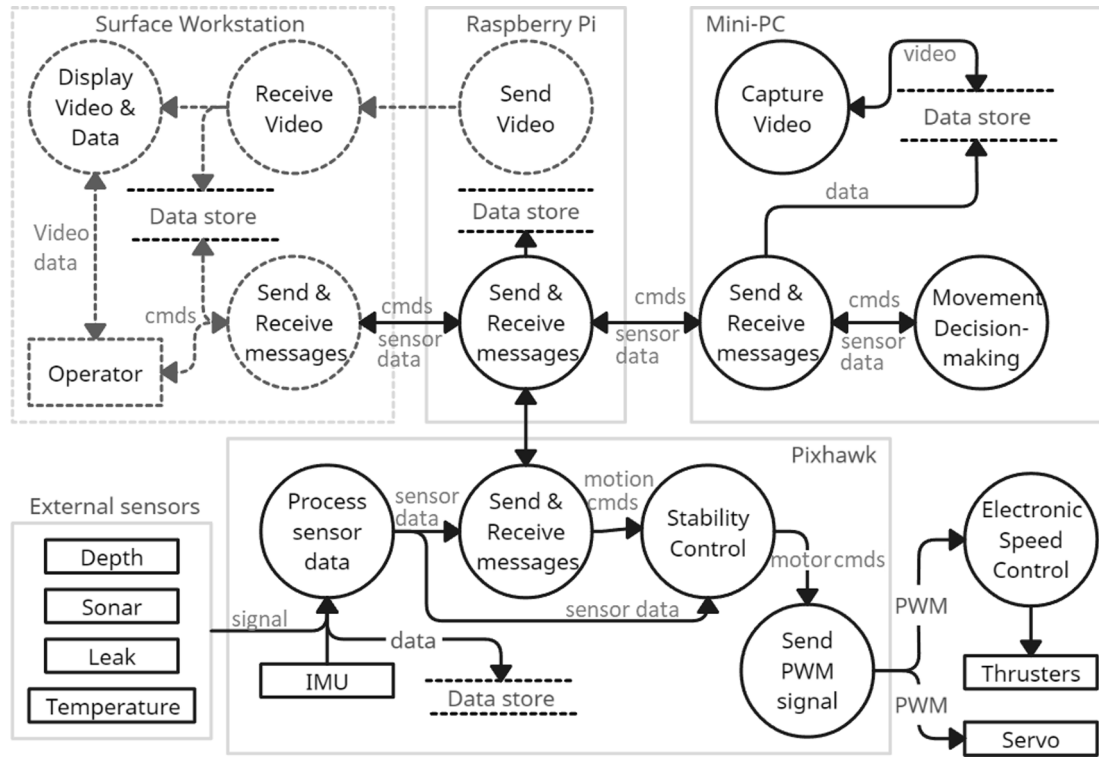 Surface Workstation
Display
Video &
Data
Receive
Video
Data store
Video
data
cmds
Send &
Receive
messages
Operator
cmds
sensor
data
Raspberry Pi
Send
Video
Data store
Send &
Receive
messages
cmds
sensor
data
Mini-PC
Capture
Video
video
Data store
data
Send &
Receive
messages
cmds
sensor
data
Movement
Decision-
making
External sensors
Depth
Sonar
Leak
Temperature
signal
Pixhawk
Process
sensor
data
sensor
data
Send &
Receive
messages
motion
cmds
Stability
Control
sensor data
motor cmds
data
IMU
Data store
Send
PWM
signal
PWM
PWM
Electronic
Speed
Control
Thrusters
Servo